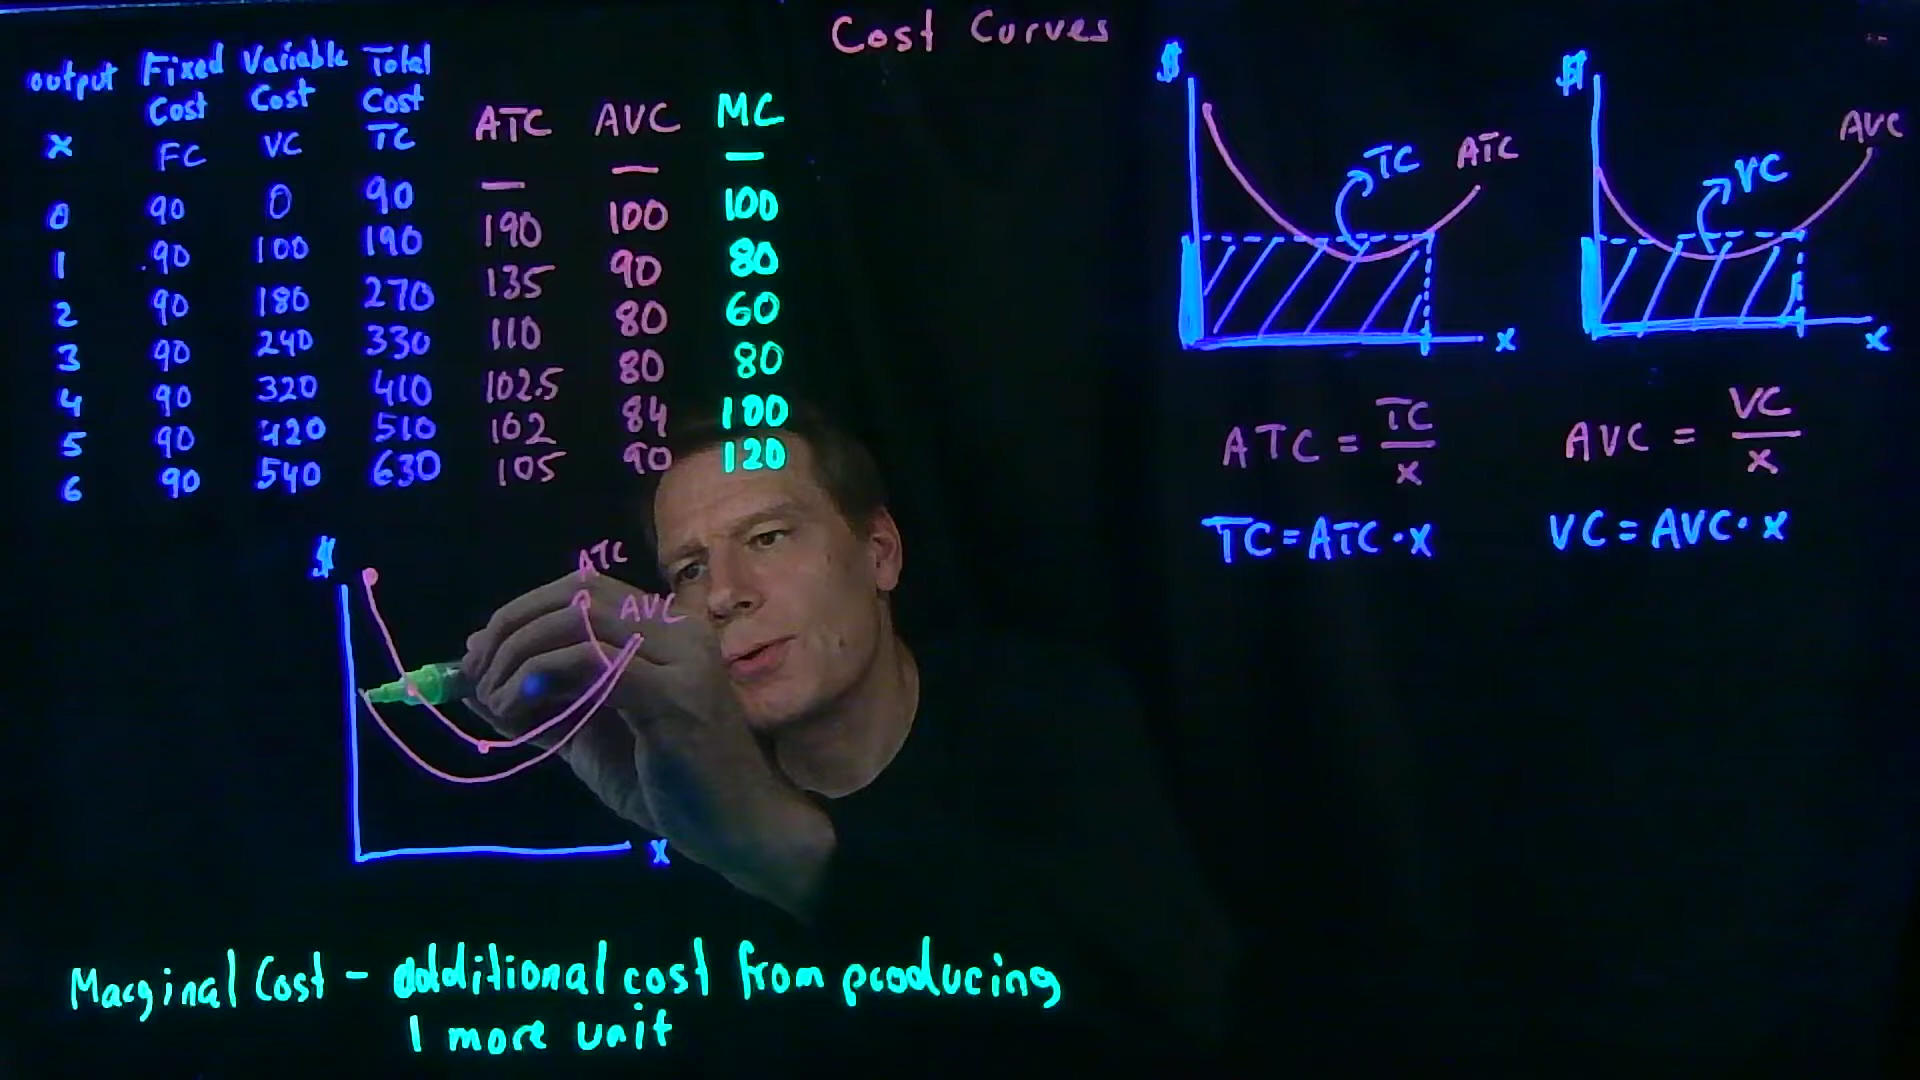 Cost Curves
output Fixed Cost Variable Cost Total Cost
x FC VC TC ATC AVC MC
0 90 0 90 — — —
1 90 100 190 190 100 100
2 90 180 270 135 90 80
3 90 240 330 110 80 60
4 90 320 410 102.5 80 80
5 90 420 510 102 84 100
6 90 540 630 105 90 120
$
TC
ATC
x
$
VC
AVC
x
ATC = TC/x
AVC = VC/x
TC = ATC · x
VC = AVC · x
$
ATC
AVC
x
Marginal Cost - additional cost from producing
1 more unit